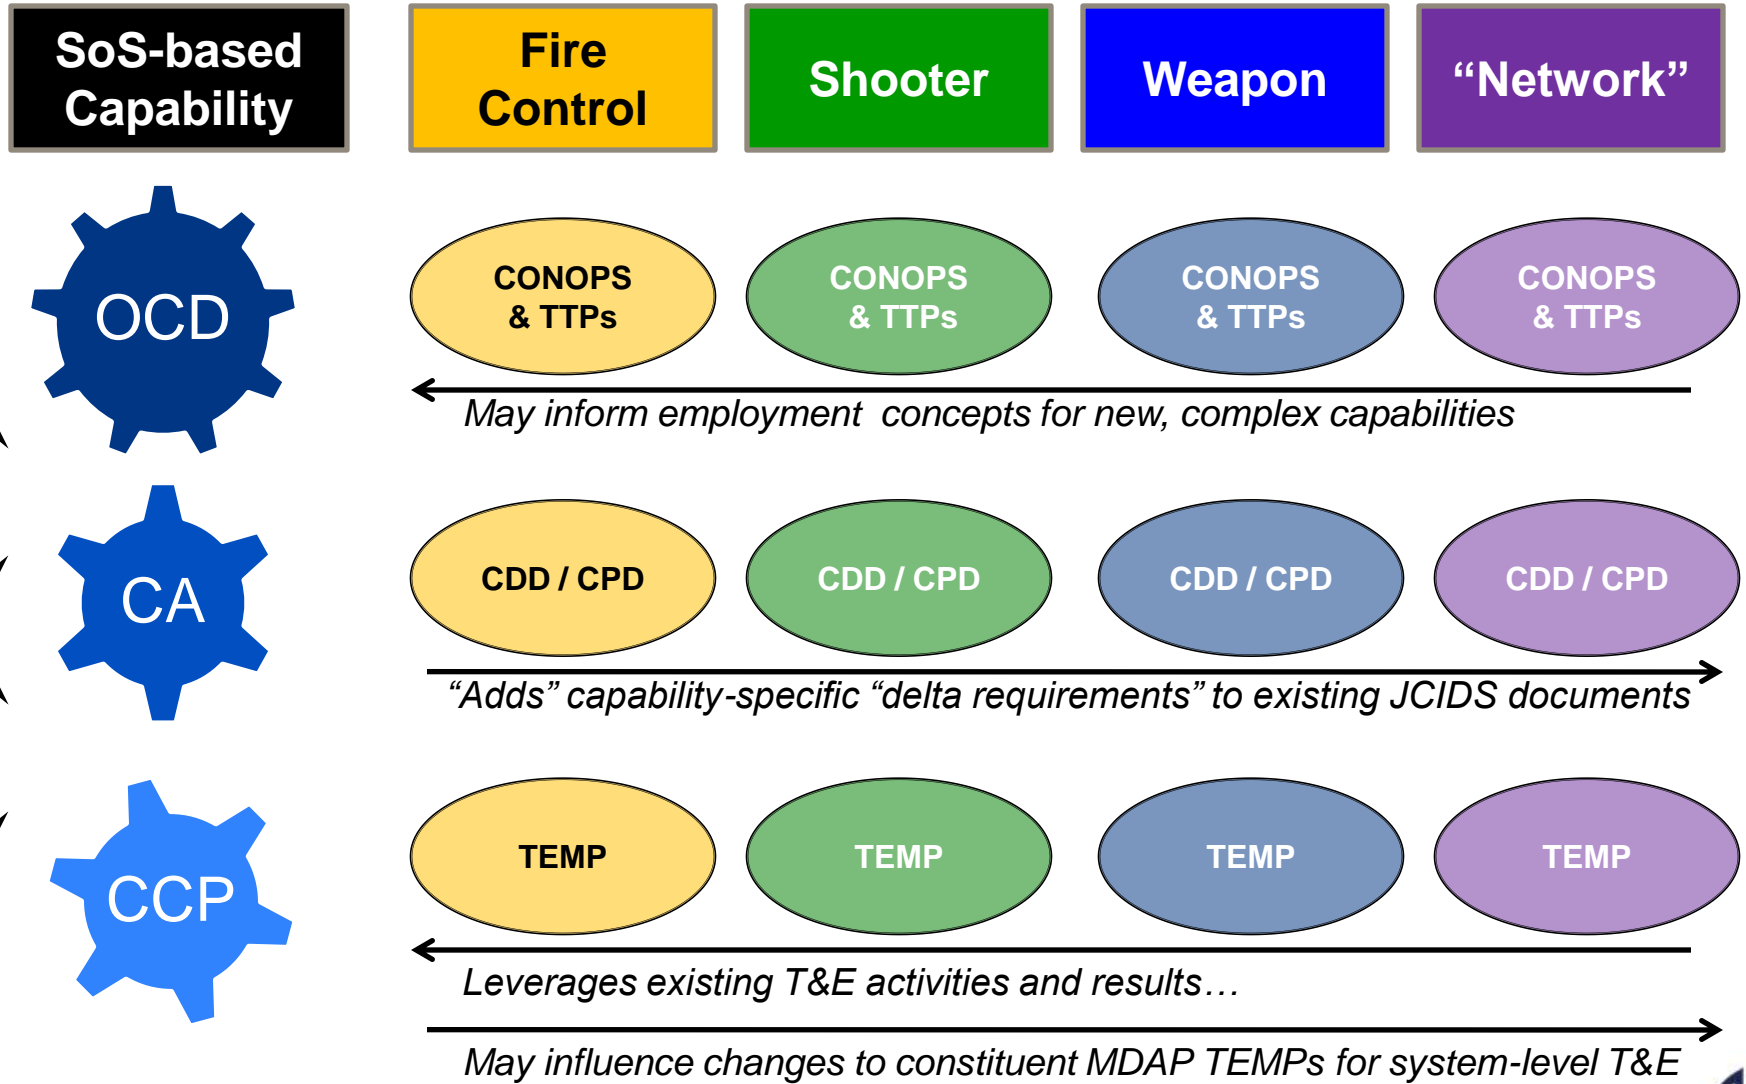 SoS-based
Capability
Fire
Control
Shooter
Weapon
“Network”
OCD
CONOPS
& TTPs
CONOPS
& TTPs
CONOPS
& TTPs
CONOPS
& TTPs
May inform employment concepts for new, complex capabilities
CA
CDD / CPD
CDD / CPD
CDD / CPD
CDD / CPD
“Adds” capability-specific “delta requirements” to existing JCIDS documents
CCP
TEMP
TEMP
TEMP
TEMP
Leverages existing T&E activities and results…
May influence changes to constituent MDAP TEMPs for system-level T&E